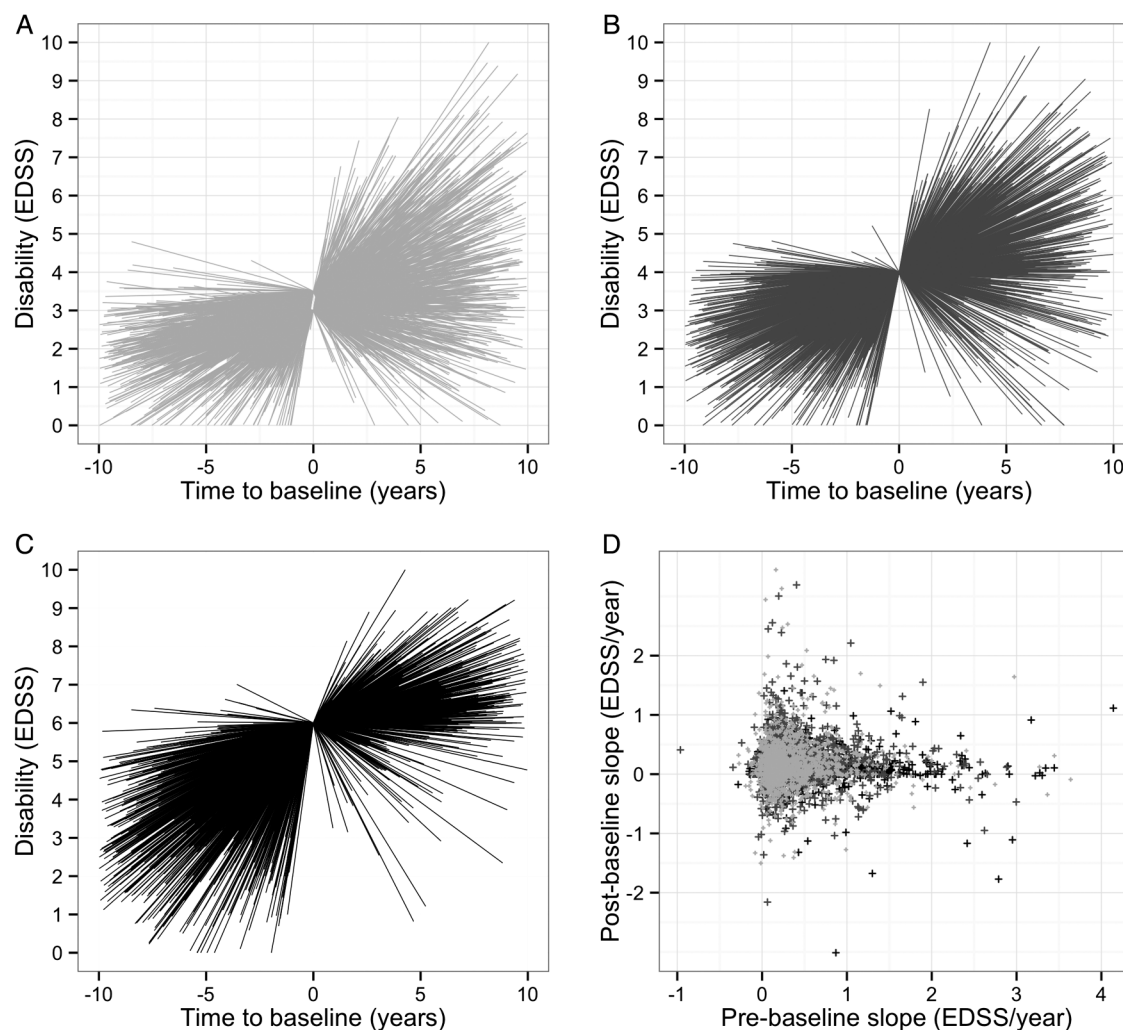 A
Disability (EDSS)
10
9
8
7
6
5
4
3
2
1
0
-10 -5 0 5 10
Time to baseline (years)
B
Disability (EDSS)
10
9
8
7
6
5
4
3
2
1
0
-10 -5 0 5 10
Time to baseline (years)
C
Disability (EDSS)
10
9
8
7
6
5
4
3
2
1
0
-10 -5 0 5 10
Time to baseline (years)
D
Post-baseline slope (EDSS/year)
2
1
0
-1
-2
-1 0 1 2 3 4
Pre-baseline slope (EDSS/year)